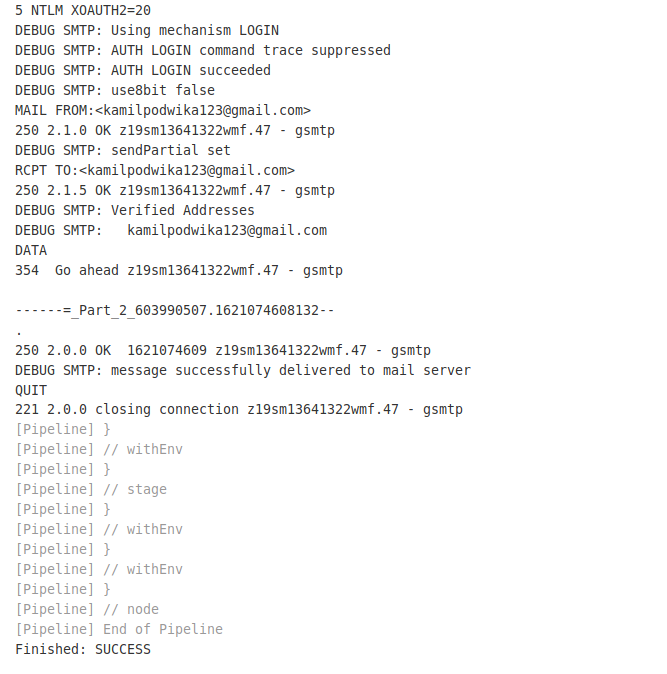 5 NTLM XOAUTH2=20
DEBUG SMTP: Using mechanism LOGIN
DEBUG SMTP: AUTH LOGIN command trace suppressed
DEBUG SMTP: AUTH LOGIN succeeded
DEBUG SMTP: use8bit false
MAIL FROM:<kamilpodwika123@gmail.com>
250 2.1.0 OK z19sm13641322wmf.47 - gsmtp
DEBUG SMTP: sendPartial set
RCPT TO:<kamilpodwika123@gmail.com>
250 2.1.5 OK z19sm13641322wmf.47 - gsmtp
DEBUG SMTP: Verified Addresses
DEBUG SMTP:   kamilpodwika123@gmail.com
DATA
354  Go ahead z19sm13641322wmf.47 - gsmtp
------=_Part_2_603990507.1621074608132--
.
250 2.0.0 OK  1621074609 z19sm13641322wmf.47 - gsmtp
DEBUG SMTP: message successfully delivered to mail server
QUIT
221 2.0.0 closing connection z19sm13641322wmf.47 - gsmtp
[Pipeline] }
[Pipeline] // withEnv
[Pipeline] }
[Pipeline] // stage
[Pipeline] }
[Pipeline] // withEnv
[Pipeline] }
[Pipeline] // withEnv
[Pipeline] }
[Pipeline] // node
[Pipeline] End of Pipeline
Finished: SUCCESS